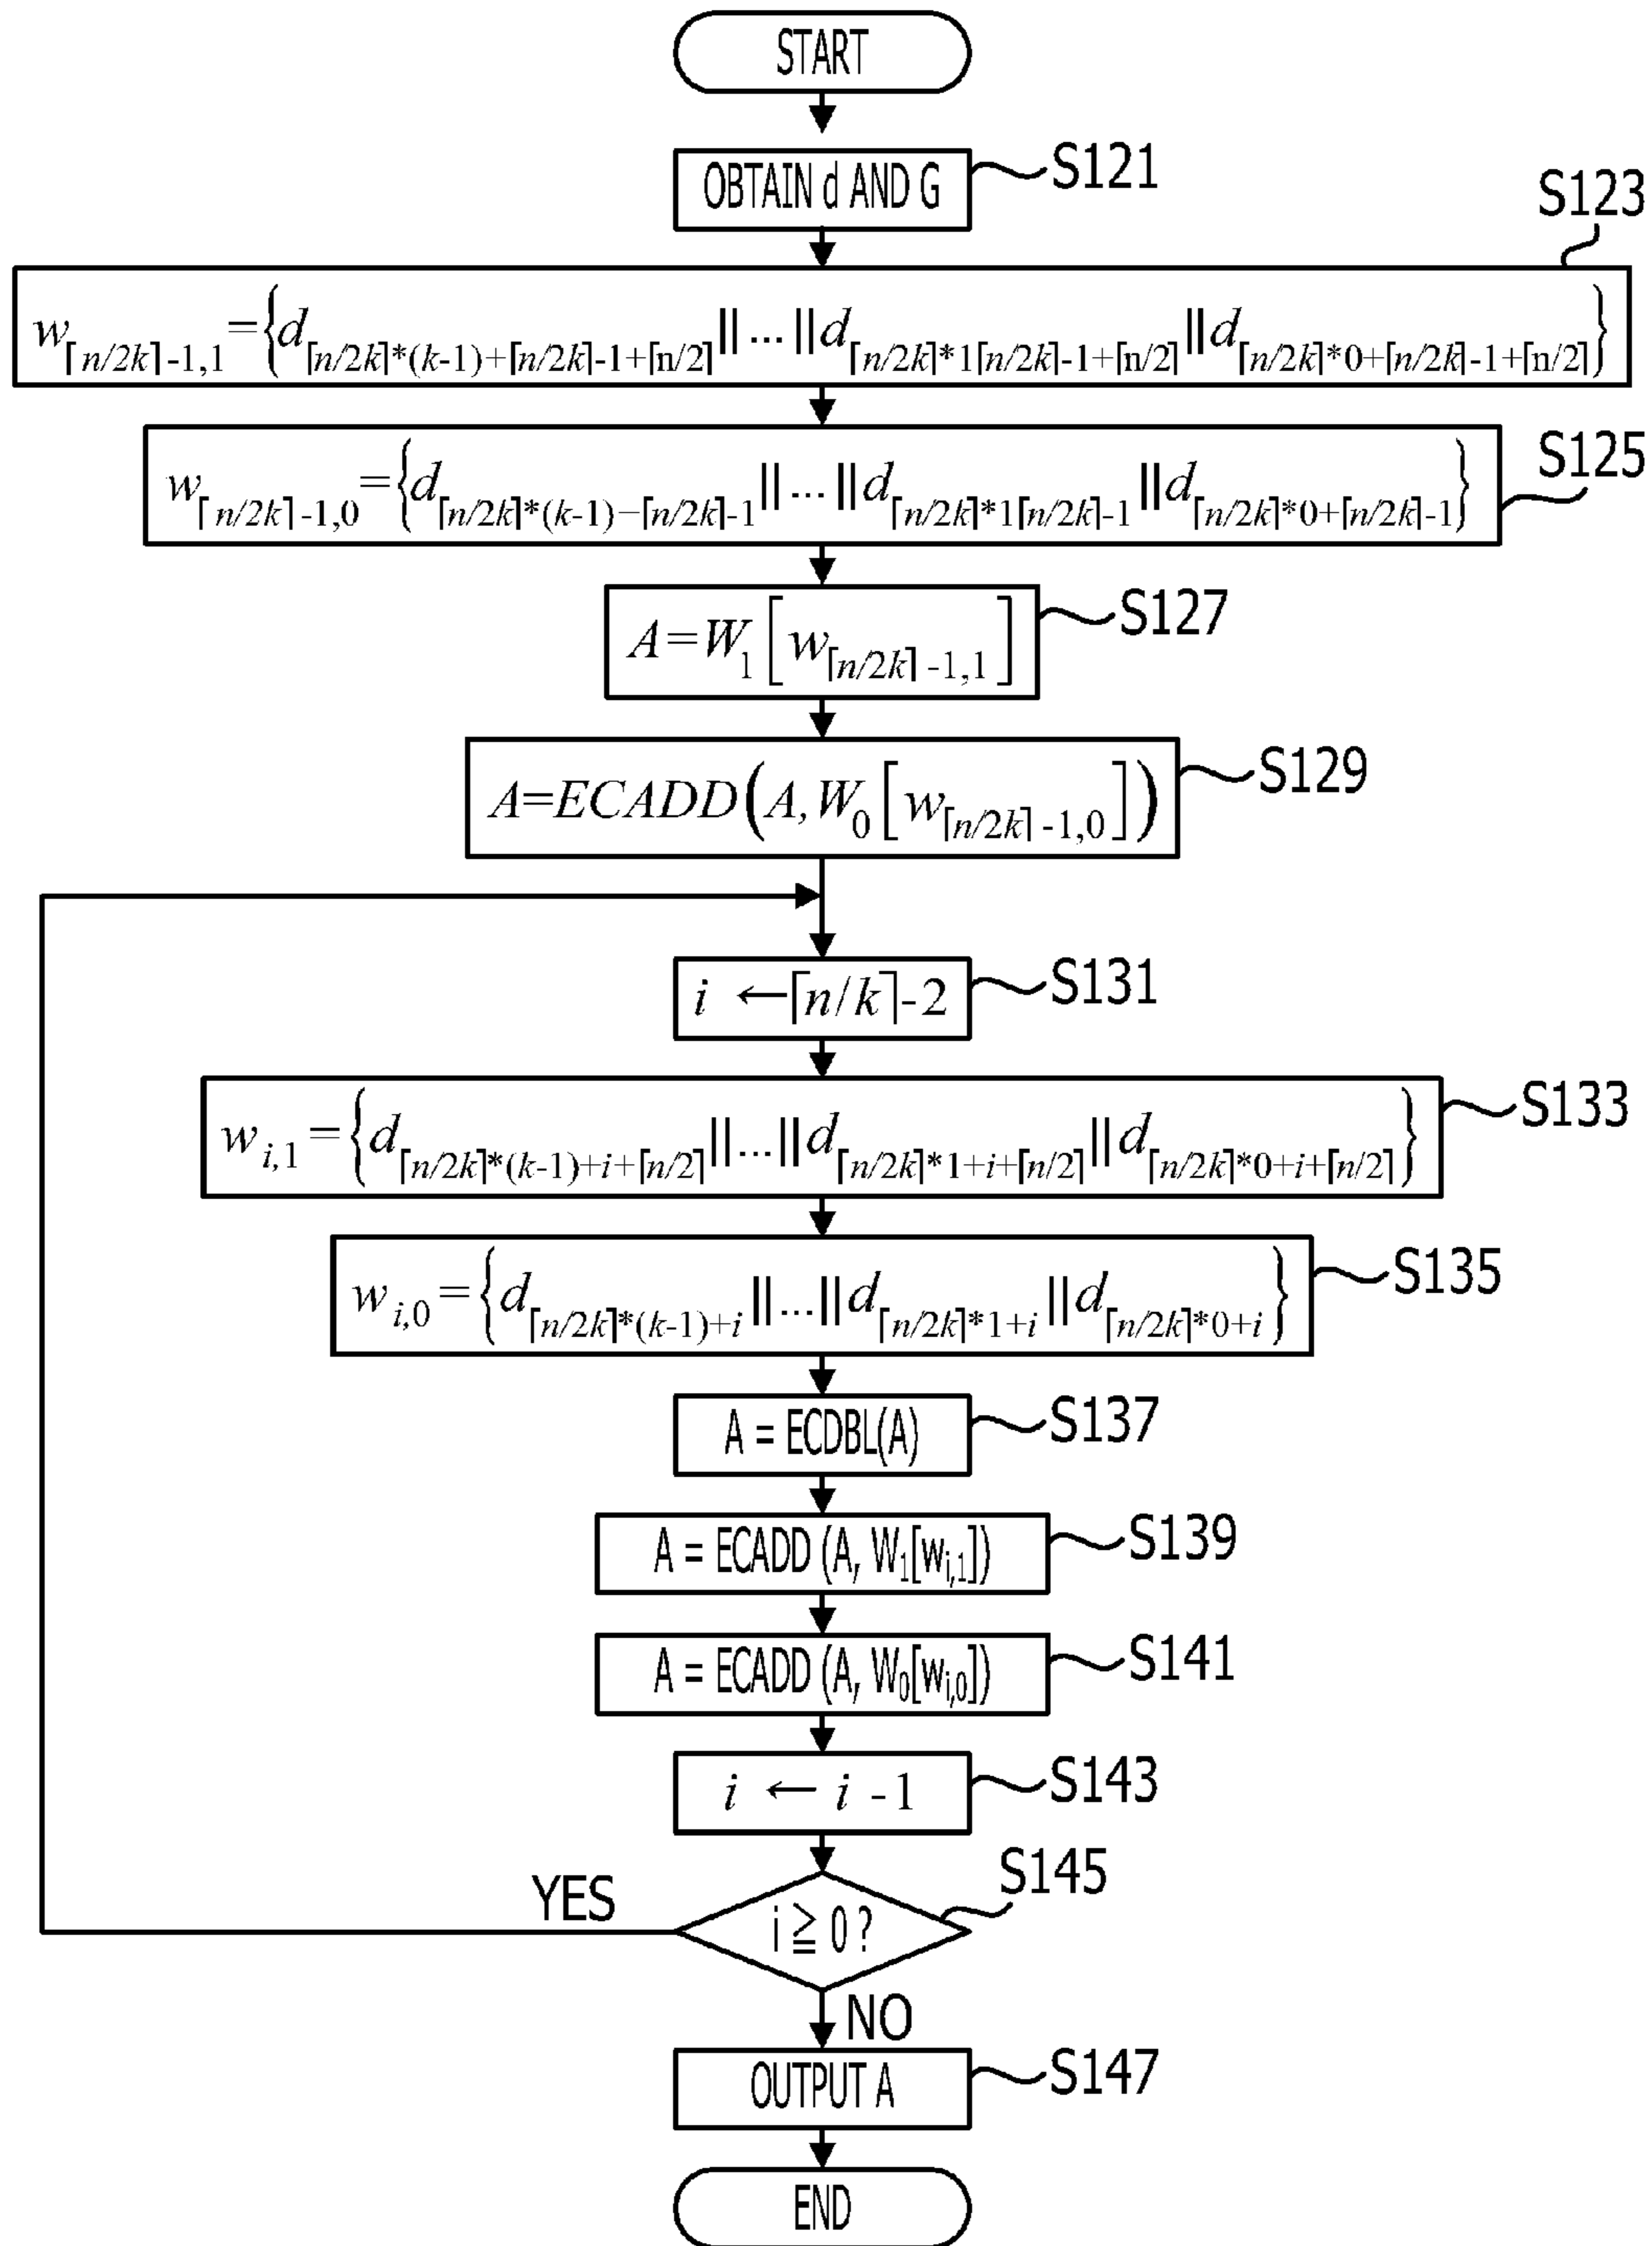 START
OBTAIN d AND G
S121
S123
w⌈n/2k⌉-1,1={d⌈n/2k⌉*(k-1)+⌈n/2k⌉-1+⌈n/2⌉||...||d⌈n/2k⌉*1⌈n/2k⌉-1+⌈n/2⌉||d⌈n/2k⌉*0+⌈n/2k⌉-1+⌈n/2⌉}
S125
w⌈n/2k⌉-1,0={d⌈n/2k⌉*(k-1)−⌈n/2k⌉-1||...||d⌈n/2k⌉*1⌈n/2k⌉-1||d⌈n/2k⌉*0+⌈n/2k⌉-1}
A=W1[w⌈n/2k⌉-1,1]
S127
A=ECADD(A,W0[w⌈n/2k⌉-1,0])
S129
i ←⌈n/k⌉-2
S131
wi,1={d⌈n/2k⌉*(k-1)+i+⌈n/2⌉||...||d⌈n/2k⌉*1+i+⌈n/2⌉||d⌈n/2k⌉*0+i+⌈n/2⌉}
S133
wi,0={d⌈n/2k⌉*(k-1)+i||...||d⌈n/2k⌉*1+i||d⌈n/2k⌉*0+i}
S135
A = ECDBL(A)
S137
A = ECADD (A, W1[wi,1])
S139
A = ECADD (A, W0[wi,0])
S141
i ← i -1
S143
i ≧ 0 ?
S145
YES
NO
OUTPUT A
S147
END